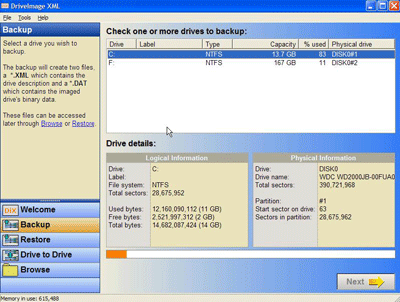 DriveImage XML
File Tools Help
Backup
Select a drive you wish to
backup.
The backup will create two files.
a *.XML which contains the
drive description and a *.DAT
which contains the imaged
drive's binary data.
These files can be accessed
later through Browse or Restore.
DiX Welcome
Backup
Restore
Drive to Drive
Browse
Check one or more drives to backup:
Drive Label Type Capacity % used Physical drive
C: NTFS 13.7 GB 83 DISK0#1
F: NTFS 167 GB 11 DISK0#2
Drive details:
Logical Information
Drive: C:
Label:
File system: NTFS
Total sectors: 28,675,952
Used bytes: 12,160,090,112 (11 GB)
Free bytes: 2,521,997,312 (2 GB)
Total bytes: 14,682,087,424 (14 GB)
Physical Information
Drive: DISK0
Drive name: WDC WD2000JB-00FUA0
Total sectors: 390,721,968
Partition: #1
Start sector on drive: 63
Sectors in partition: 28,675,962
Next
Memory in use: 615,488